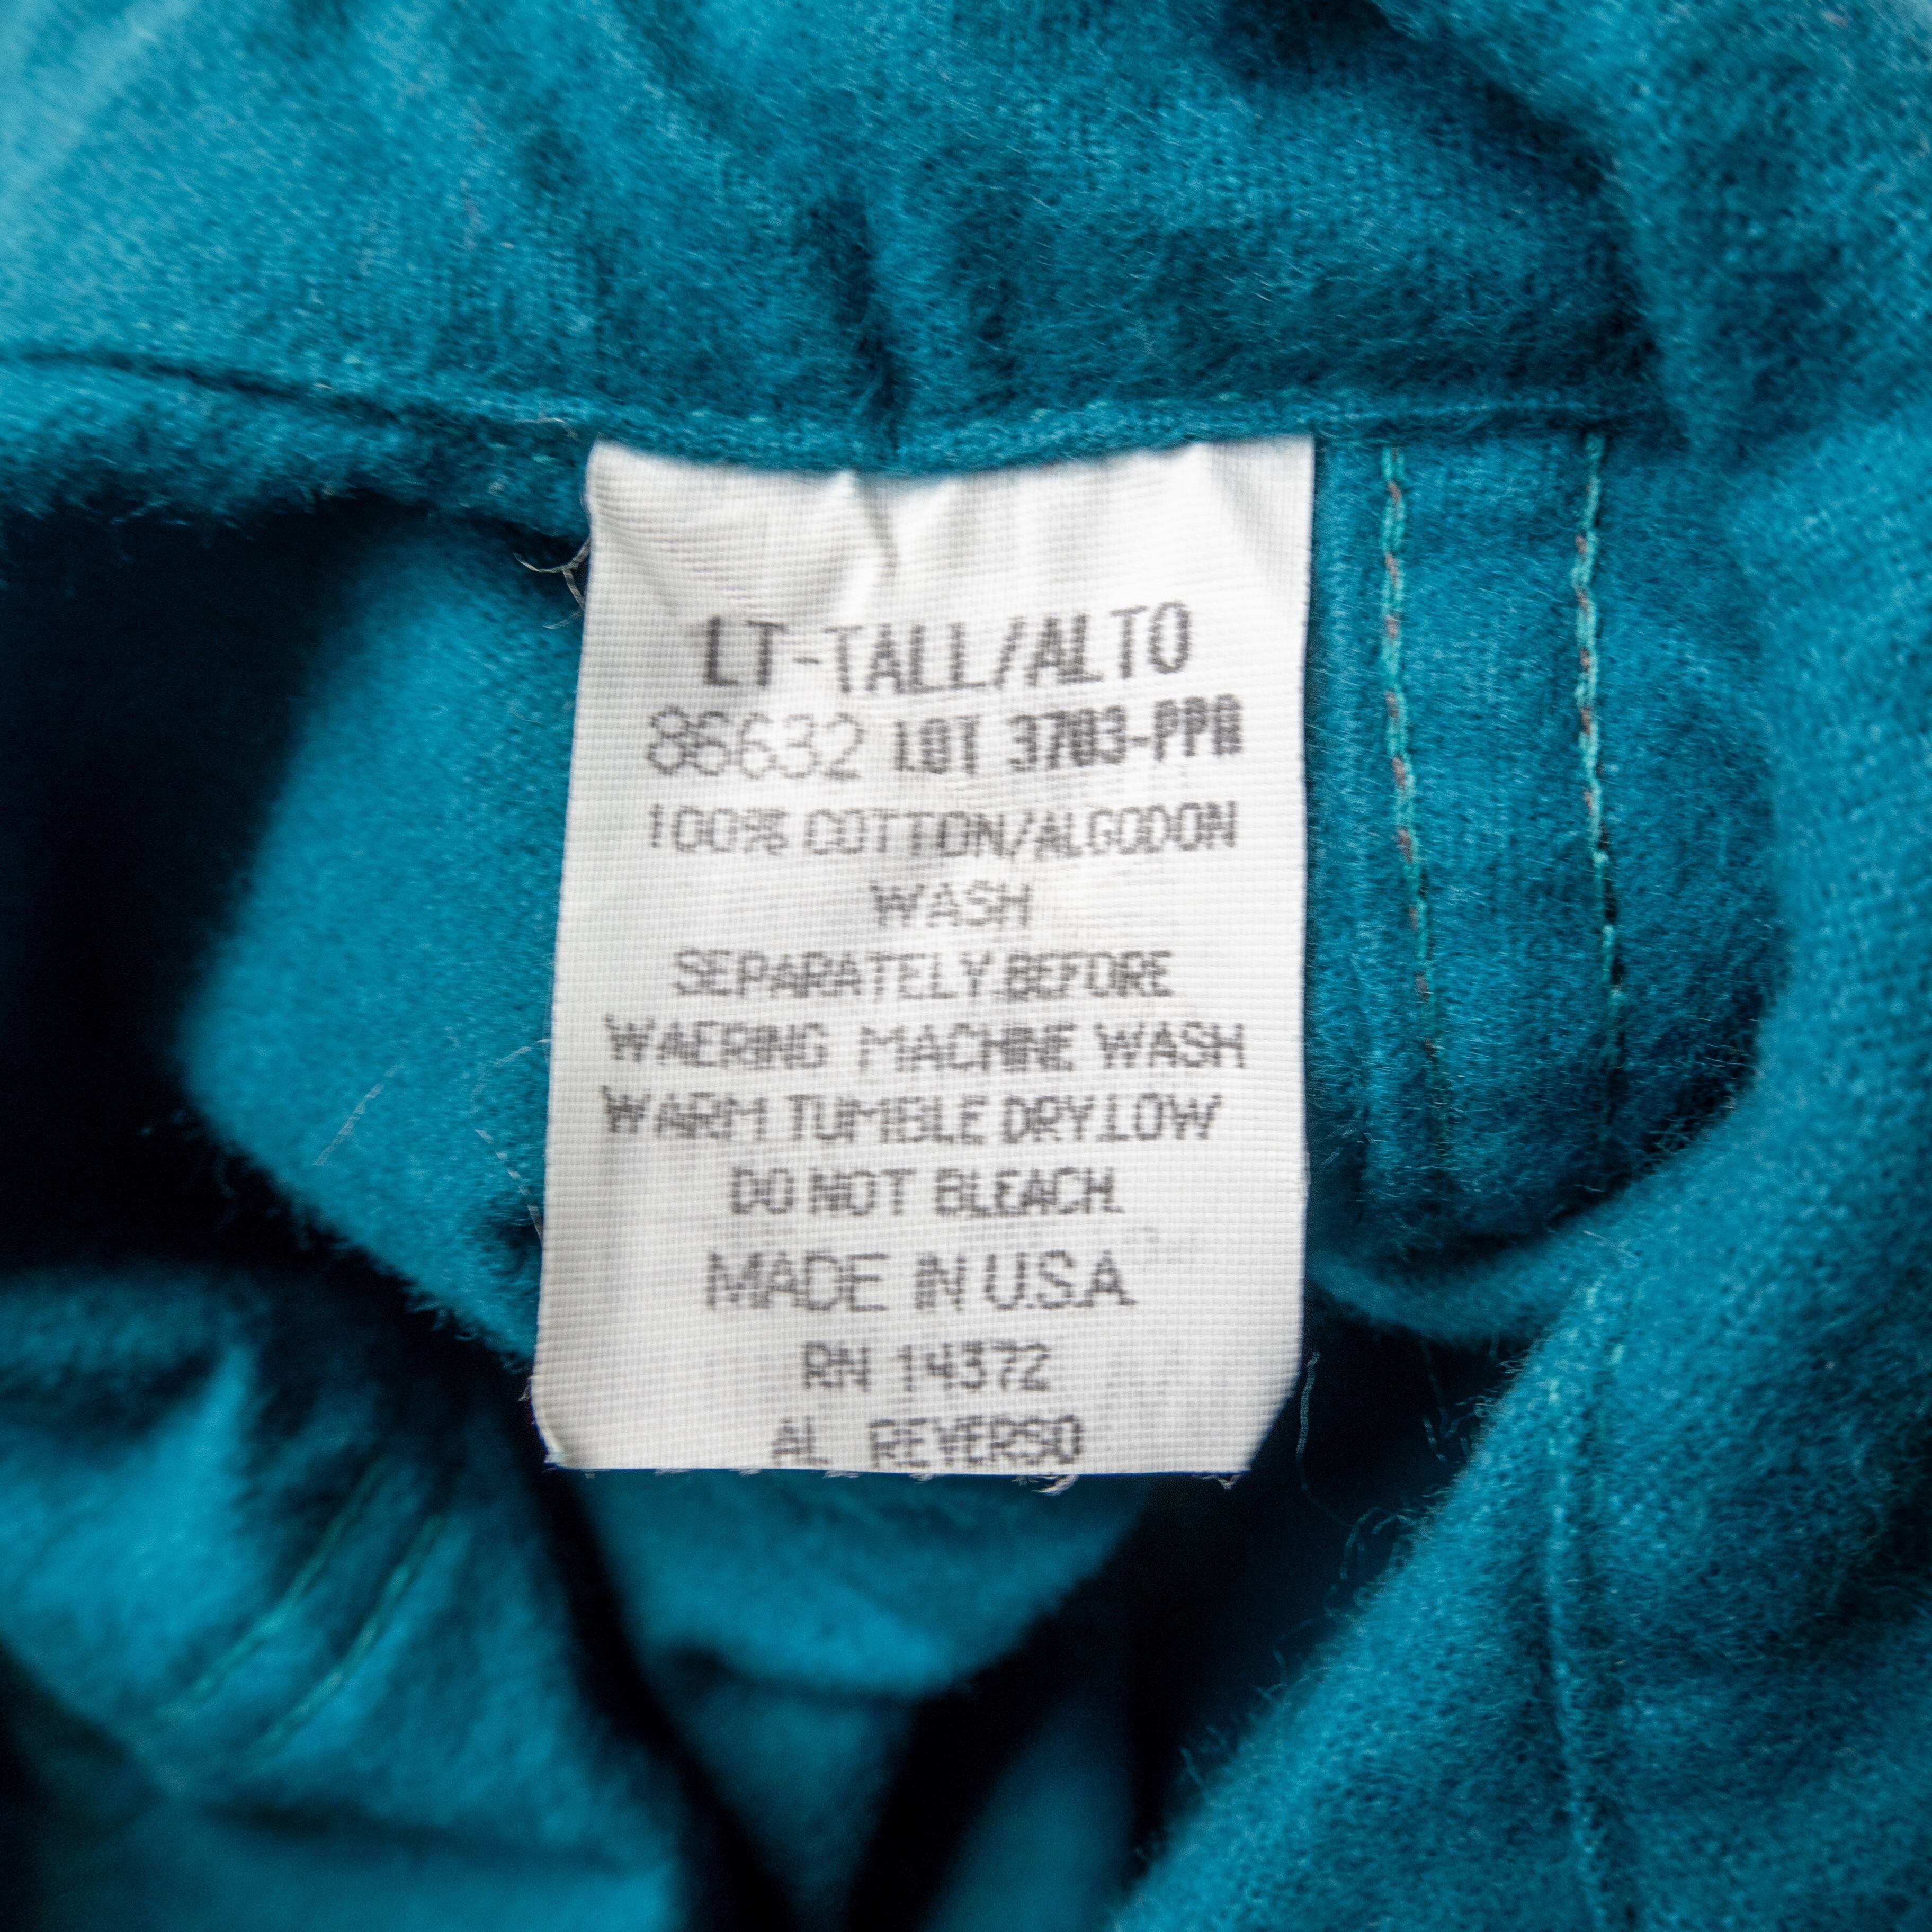 LT-TALL/ALTO
86632 LOT 3703-PPA
100% COTTON/ALGODON
WASH
SEPARATELY.BEFORE
WAERING MACHINE WASH
WARM TUMBLE DRY.LOW
DO NOT BLEACH.
MADE IN U.S.A.
RN 14372
AL REVERSO